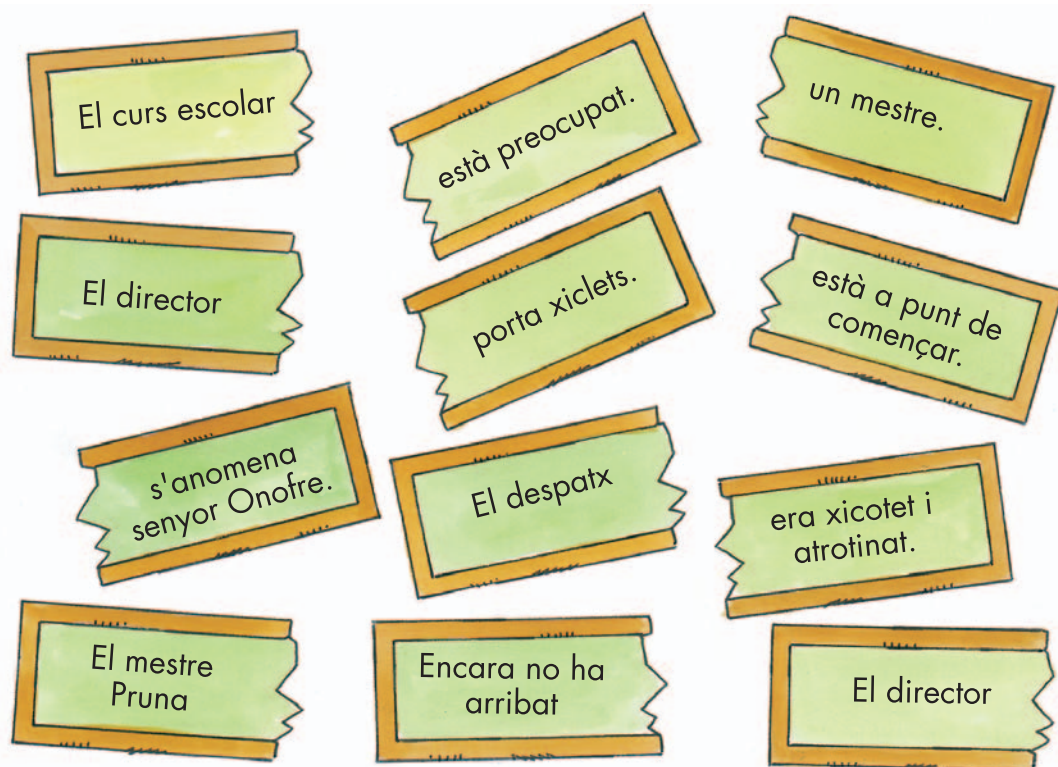 El curs escolar
està preocupat.
un mestre.
El director
porta xiclets.
està a punt de
començar.
s'anomena
senyor Onofre.
El despatx
era xicotet i
atrotinat.
El mestre
Pruna
Encara no ha
arribat
El director